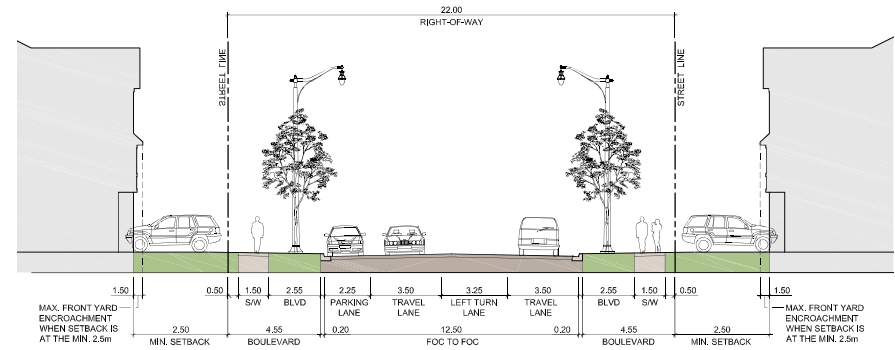 22.00
RIGHT-OF-WAY
STREET LINE
STREET LINE
1.50
0.50
1.50
2.55
2.25
3.50
3.25
3.50
2.55
1.50
0.50
1.50
S/W
BLVD
PARKING
LANE
TRAVEL
LANE
LEFT TURN
LANE
TRAVEL
LANE
BLVD
S/W
MAX. FRONT YARD
ENCROACHMENT
WHEN SETBACK IS
AT THE MIN. 2.5m
MAX. FRONT YARD
ENCROACHMENT
WHEN SETBACK IS
AT THE MIN. 2.5m
2.50
4.55
0.20
12.50
0.20
4.55
2.50
MIN. SETBACK
BOULEVARD
FOC TO FOC
BOULEVARD
MIN. SETBACK